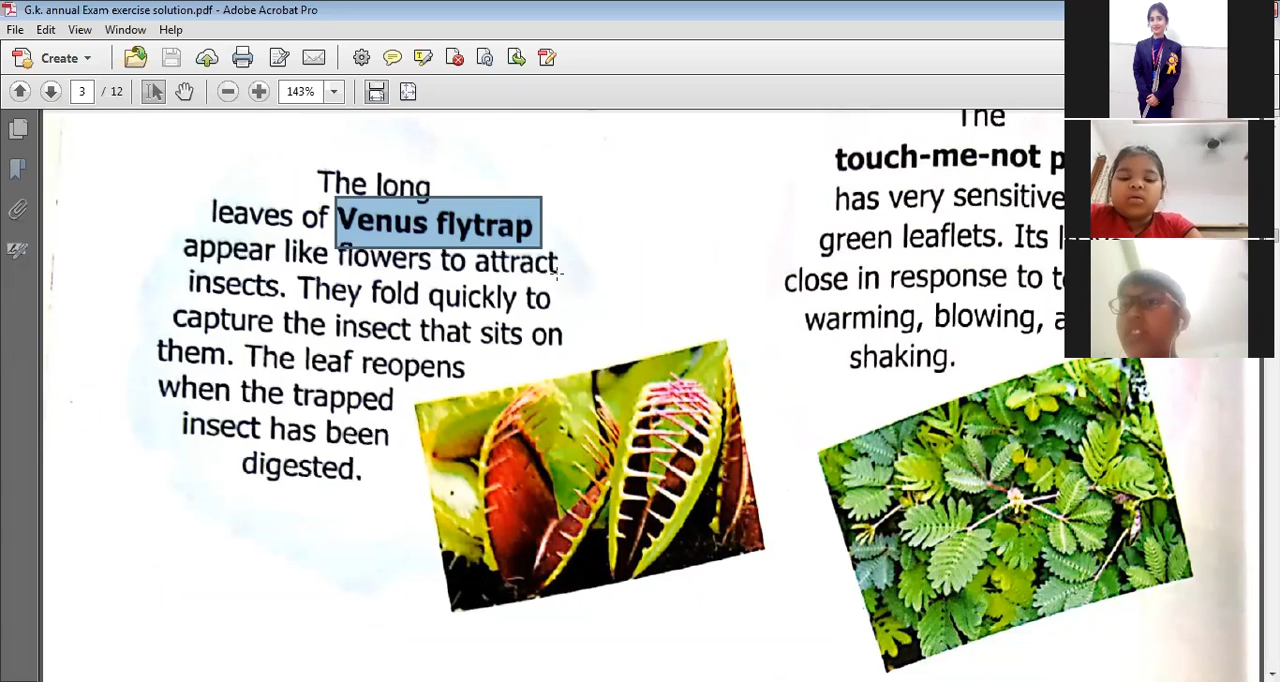 G.k. annual Exam exercise solution.pdf - Adobe Acrobat Pro
File Edit View Window Help
Create
3 / 12
143%
The long
leaves of Venus flytrap
appear like flowers to attract
insects. They fold quickly to
capture the insect that sits on
them. The leaf reopens
when the trapped
insect has been
digested.
The
touch-me-not p
has very sensitive
green leaflets. Its l
close in response to t
warming, blowing, a
shaking.